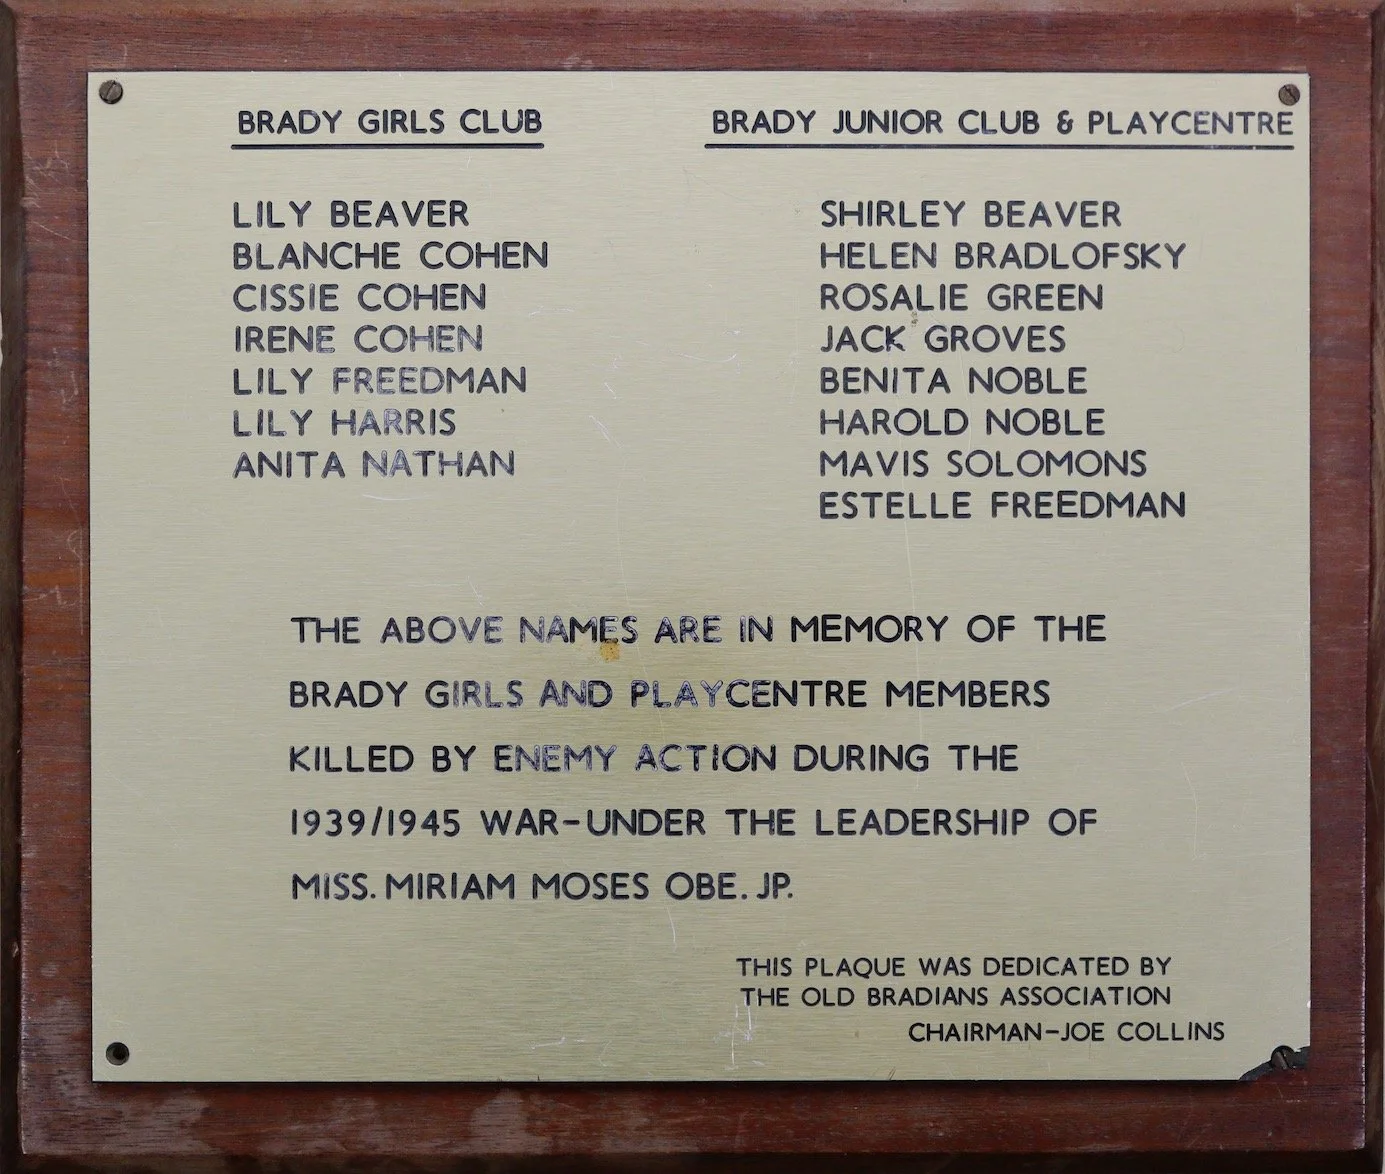 BRADY GIRLS CLUB
LILY BEAVER
BLANCHE COHEN
CISSIE COHEN
IRENE COHEN
LILY FREEDMAN
LILY HARRIS
ANITA NATHAN
BRADY JUNIOR CLUB & PLAYCENTRE
SHIRLEY BEAVER
HELEN BRADLOFSKY
ROSALIE GREEN
JACK GROVES
BENITA NOBLE
HAROLD NOBLE
MAVIS SOLOMONS
ESTELLE FREEDMAN
THE ABOVE NAMES ARE IN MEMORY OF THE
BRADY GIRLS AND PLAYCENTRE MEMBERS
KILLED BY ENEMY ACTION DURING THE
1939/1945 WAR-UNDER THE LEADERSHIP OF
MISS. MIRIAM MOSES OBE. JP.
THIS PLAQUE WAS DEDICATED BY
THE OLD BRADIANS ASSOCIATION
CHAIRMAN-JOE COLLINS